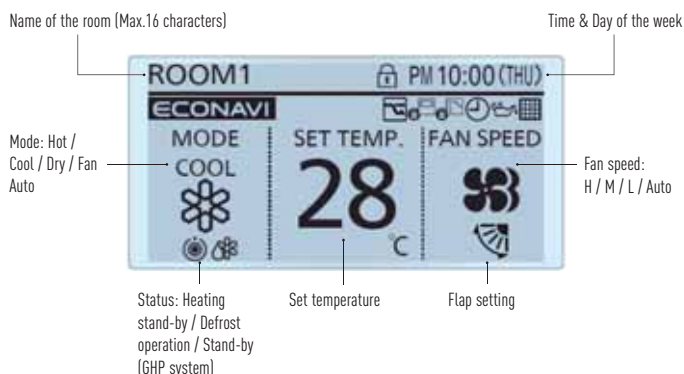 Name of the room (Max.16 characters)
Time & Day of the week
ROOM1 PM 10:00 (THU)
ECONAVI
MODE SET TEMP. FAN SPEED
COOL
28
°C
Mode: Hot /
Cool / Dry / Fan
Auto
Fan speed:
H / M / L / Auto
Status: Heating
stand-by / Defrost
operation / Stand-by
(GHP system)
Set temperature
Flap setting